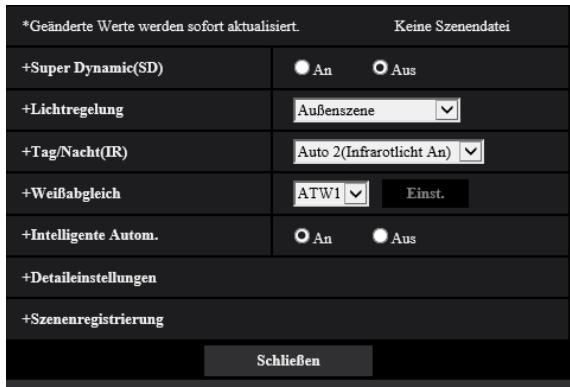 *Geänderte Werte werden sofort aktualisiert. Keine Szenendatei
+Super Dynamic(SD) An Aus
+Lichtregelung Außenszene
+Tag/Nacht(IR) Auto 2(Infrarotlicht An)
+Weißabgleich ATW1 Einst.
+Intelligente Autom. An Aus
+Detaileinstellungen
+Szenenregistrierung
Schließen